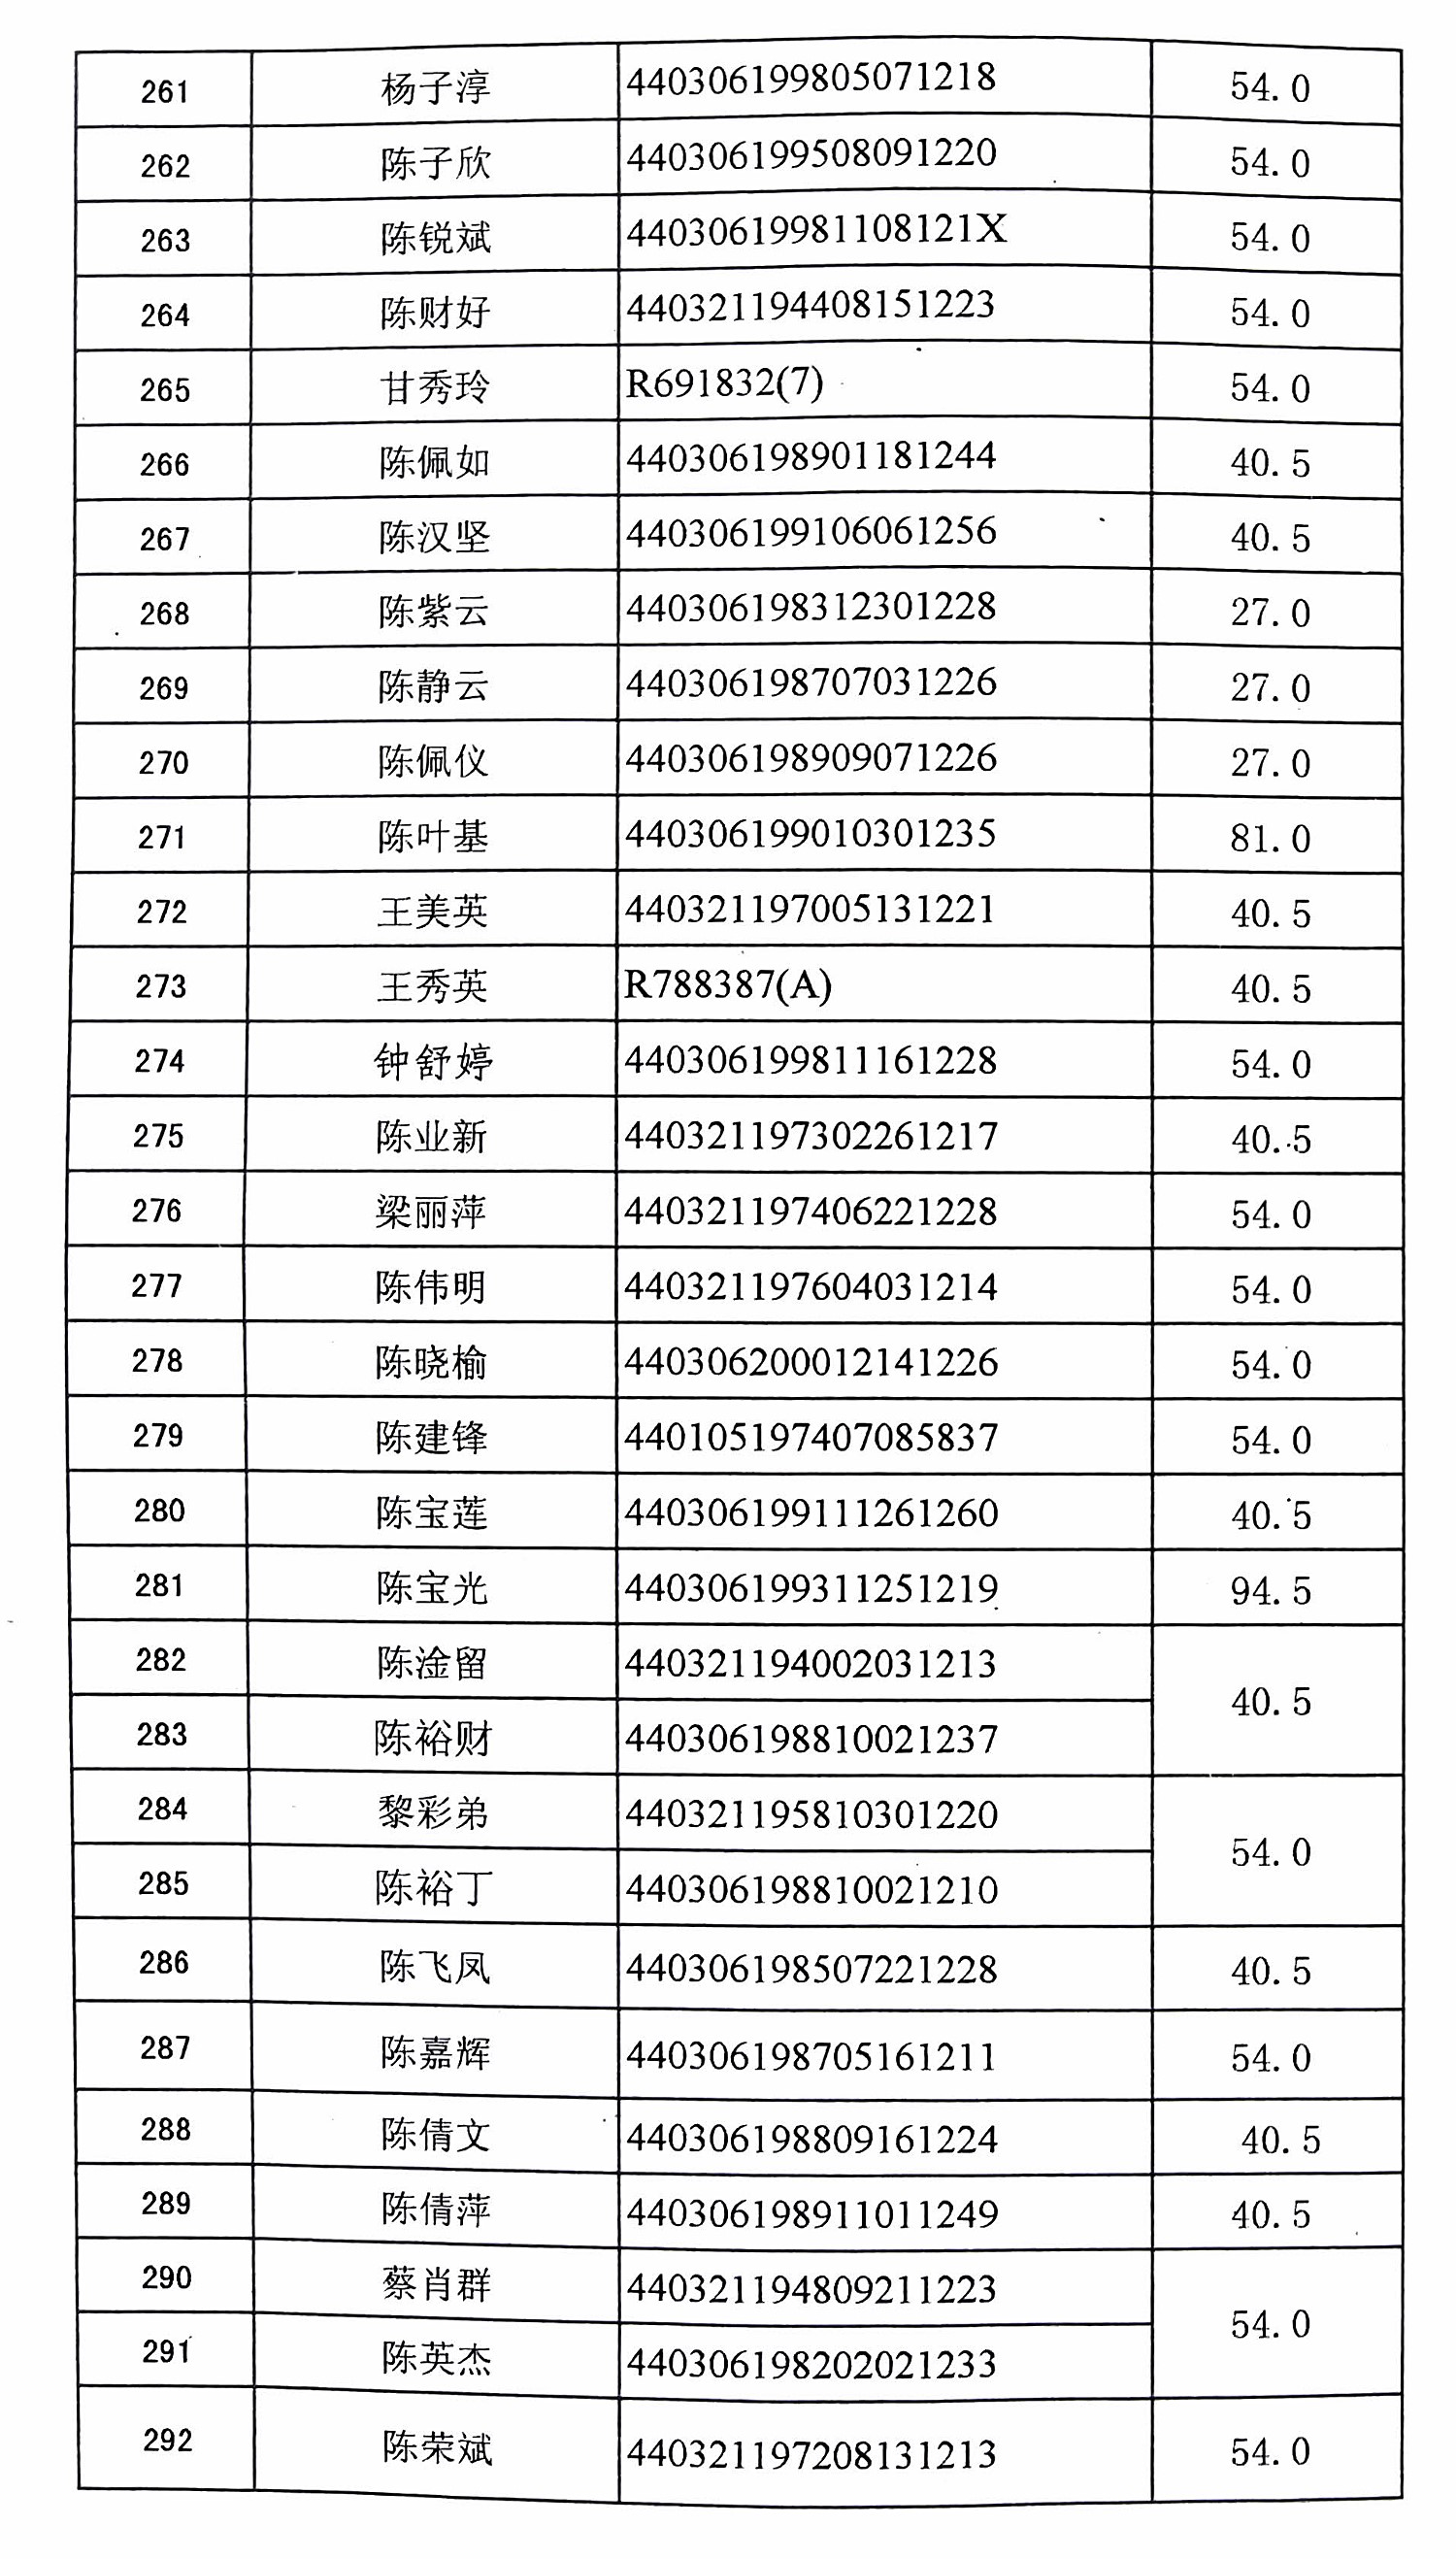 261 杨子淳 440306199805071218 54.0
262 陈子欣 440306199508091220 54.0
263 陈锐斌 44030619981108121X 54.0
264 陈财好 440321194408151223 54.0
265 甘秀玲 R691832(7) 54.0
266 陈佩如 440306198901181244 40.5
267 陈汉坚 440306199106061256 40.5
268 陈紫云 440306198312301228 27.0
269 陈静云 440306198707031226 27.0
270 陈佩仪 440306198909071226 27.0
271 陈叶基 440306199010301235 81.0
272 王美英 440321197005131221 40.5
273 王秀英 R788387(A) 40.5
274 钟舒婷 440306199811161228 54.0
275 陈业新 440321197302261217 40.5
276 梁丽萍 440321197406221228 54.0
277 陈伟明 440321197604031214 54.0
278 陈晓榆 440306200012141226 54.0
279 陈建锋 440105197407085837 54.0
280 陈宝莲 440306199111261260 40.5
281 陈宝光 440306199311251219 94.5
282 陈淦留 440321194002031213 40.5
283 陈裕财 440306198810021237
284 黎彩弟 440321195810301220 54.0
285 陈裕丁 440306198810021210
286 陈飞凤 440306198507221228 40.5
287 陈嘉辉 440306198705161211 54.0
288 陈倩文 440306198809161224 40.5
289 陈倩萍 440306198911011249 40.5
290 蔡肖群 440321194809211223 54.0
291 陈英杰 440306198202021233
292 陈荣斌 440321197208131213 54.0